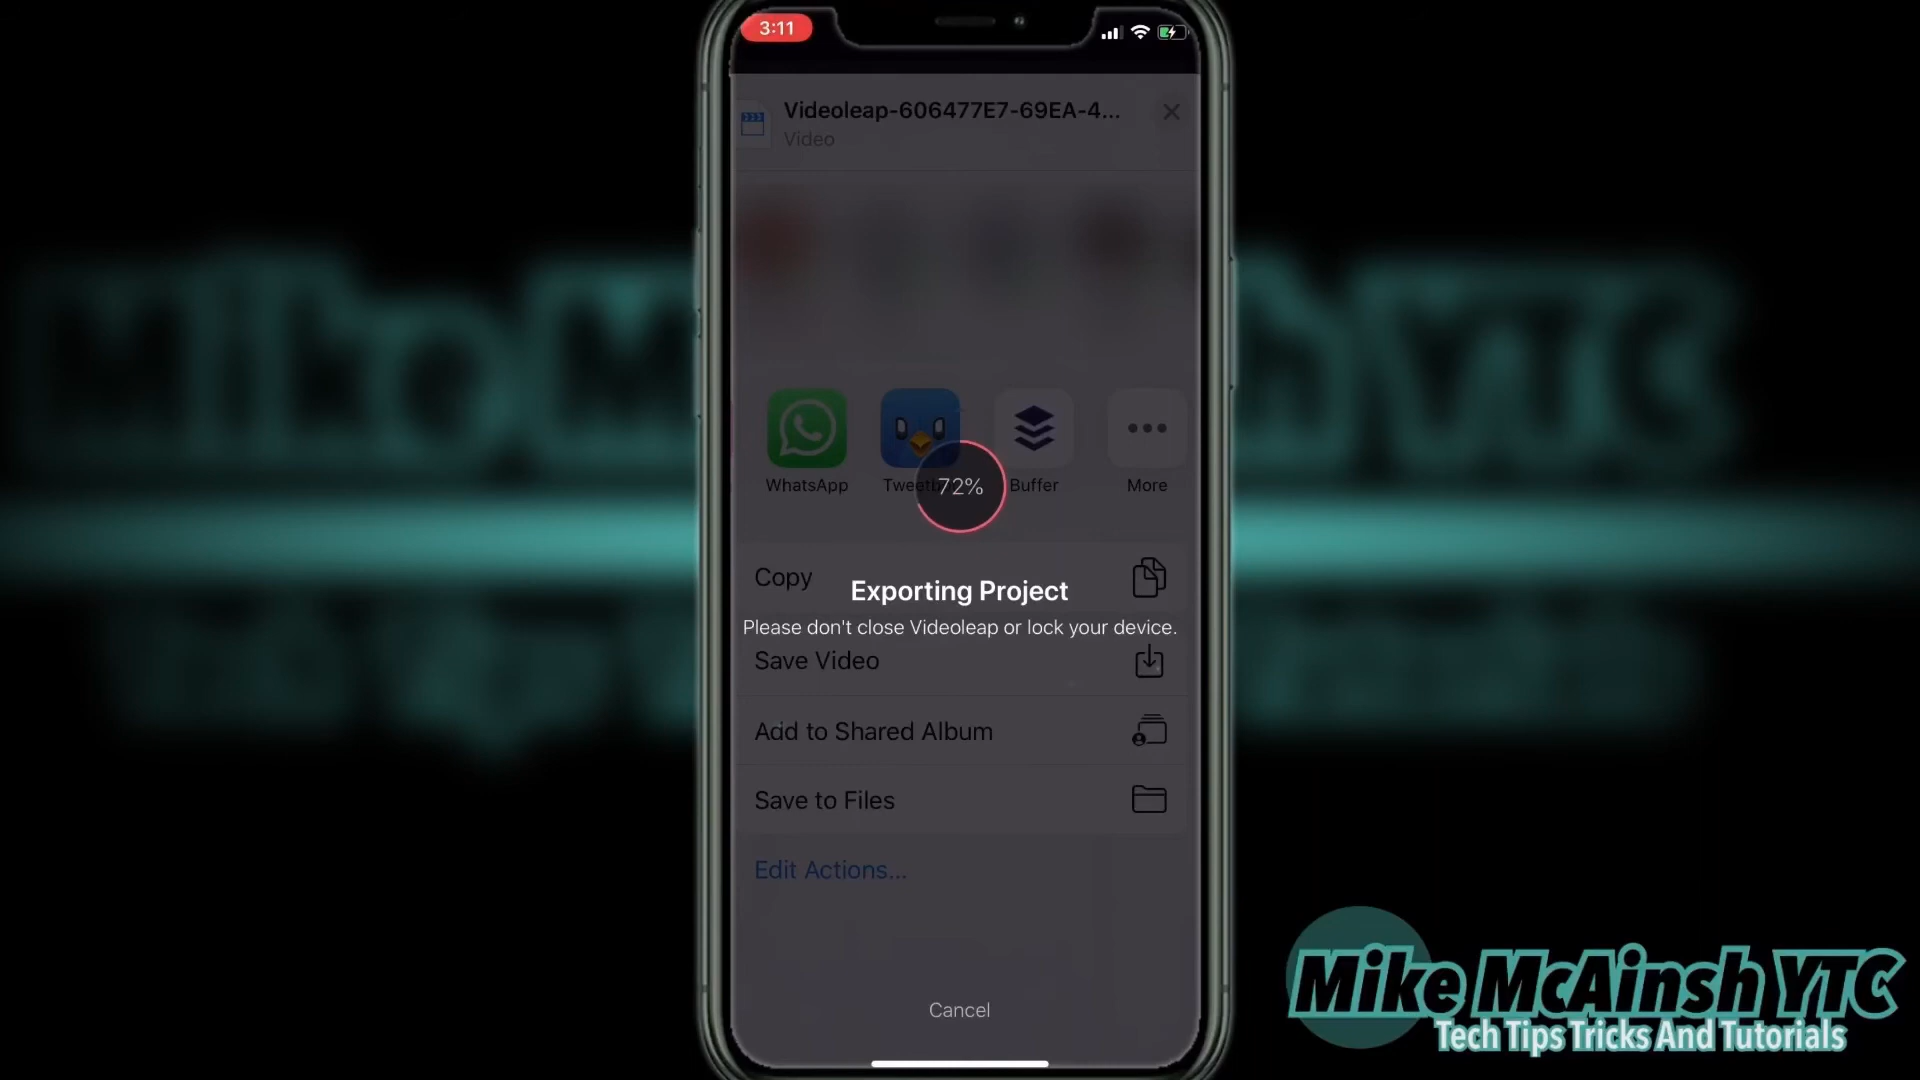 3:11
Videoleap-606477E7-69EA-4...
Video
WhatsApp
Buffer
More
72%
Copy
Exporting Project
Please don't close Videoleap or lock your device.
Save Video
Add to Shared Album
Save to Files
Edit Actions...
Cancel
Mike McAinsh YTC
Tech Tips Tricks And Tutorials